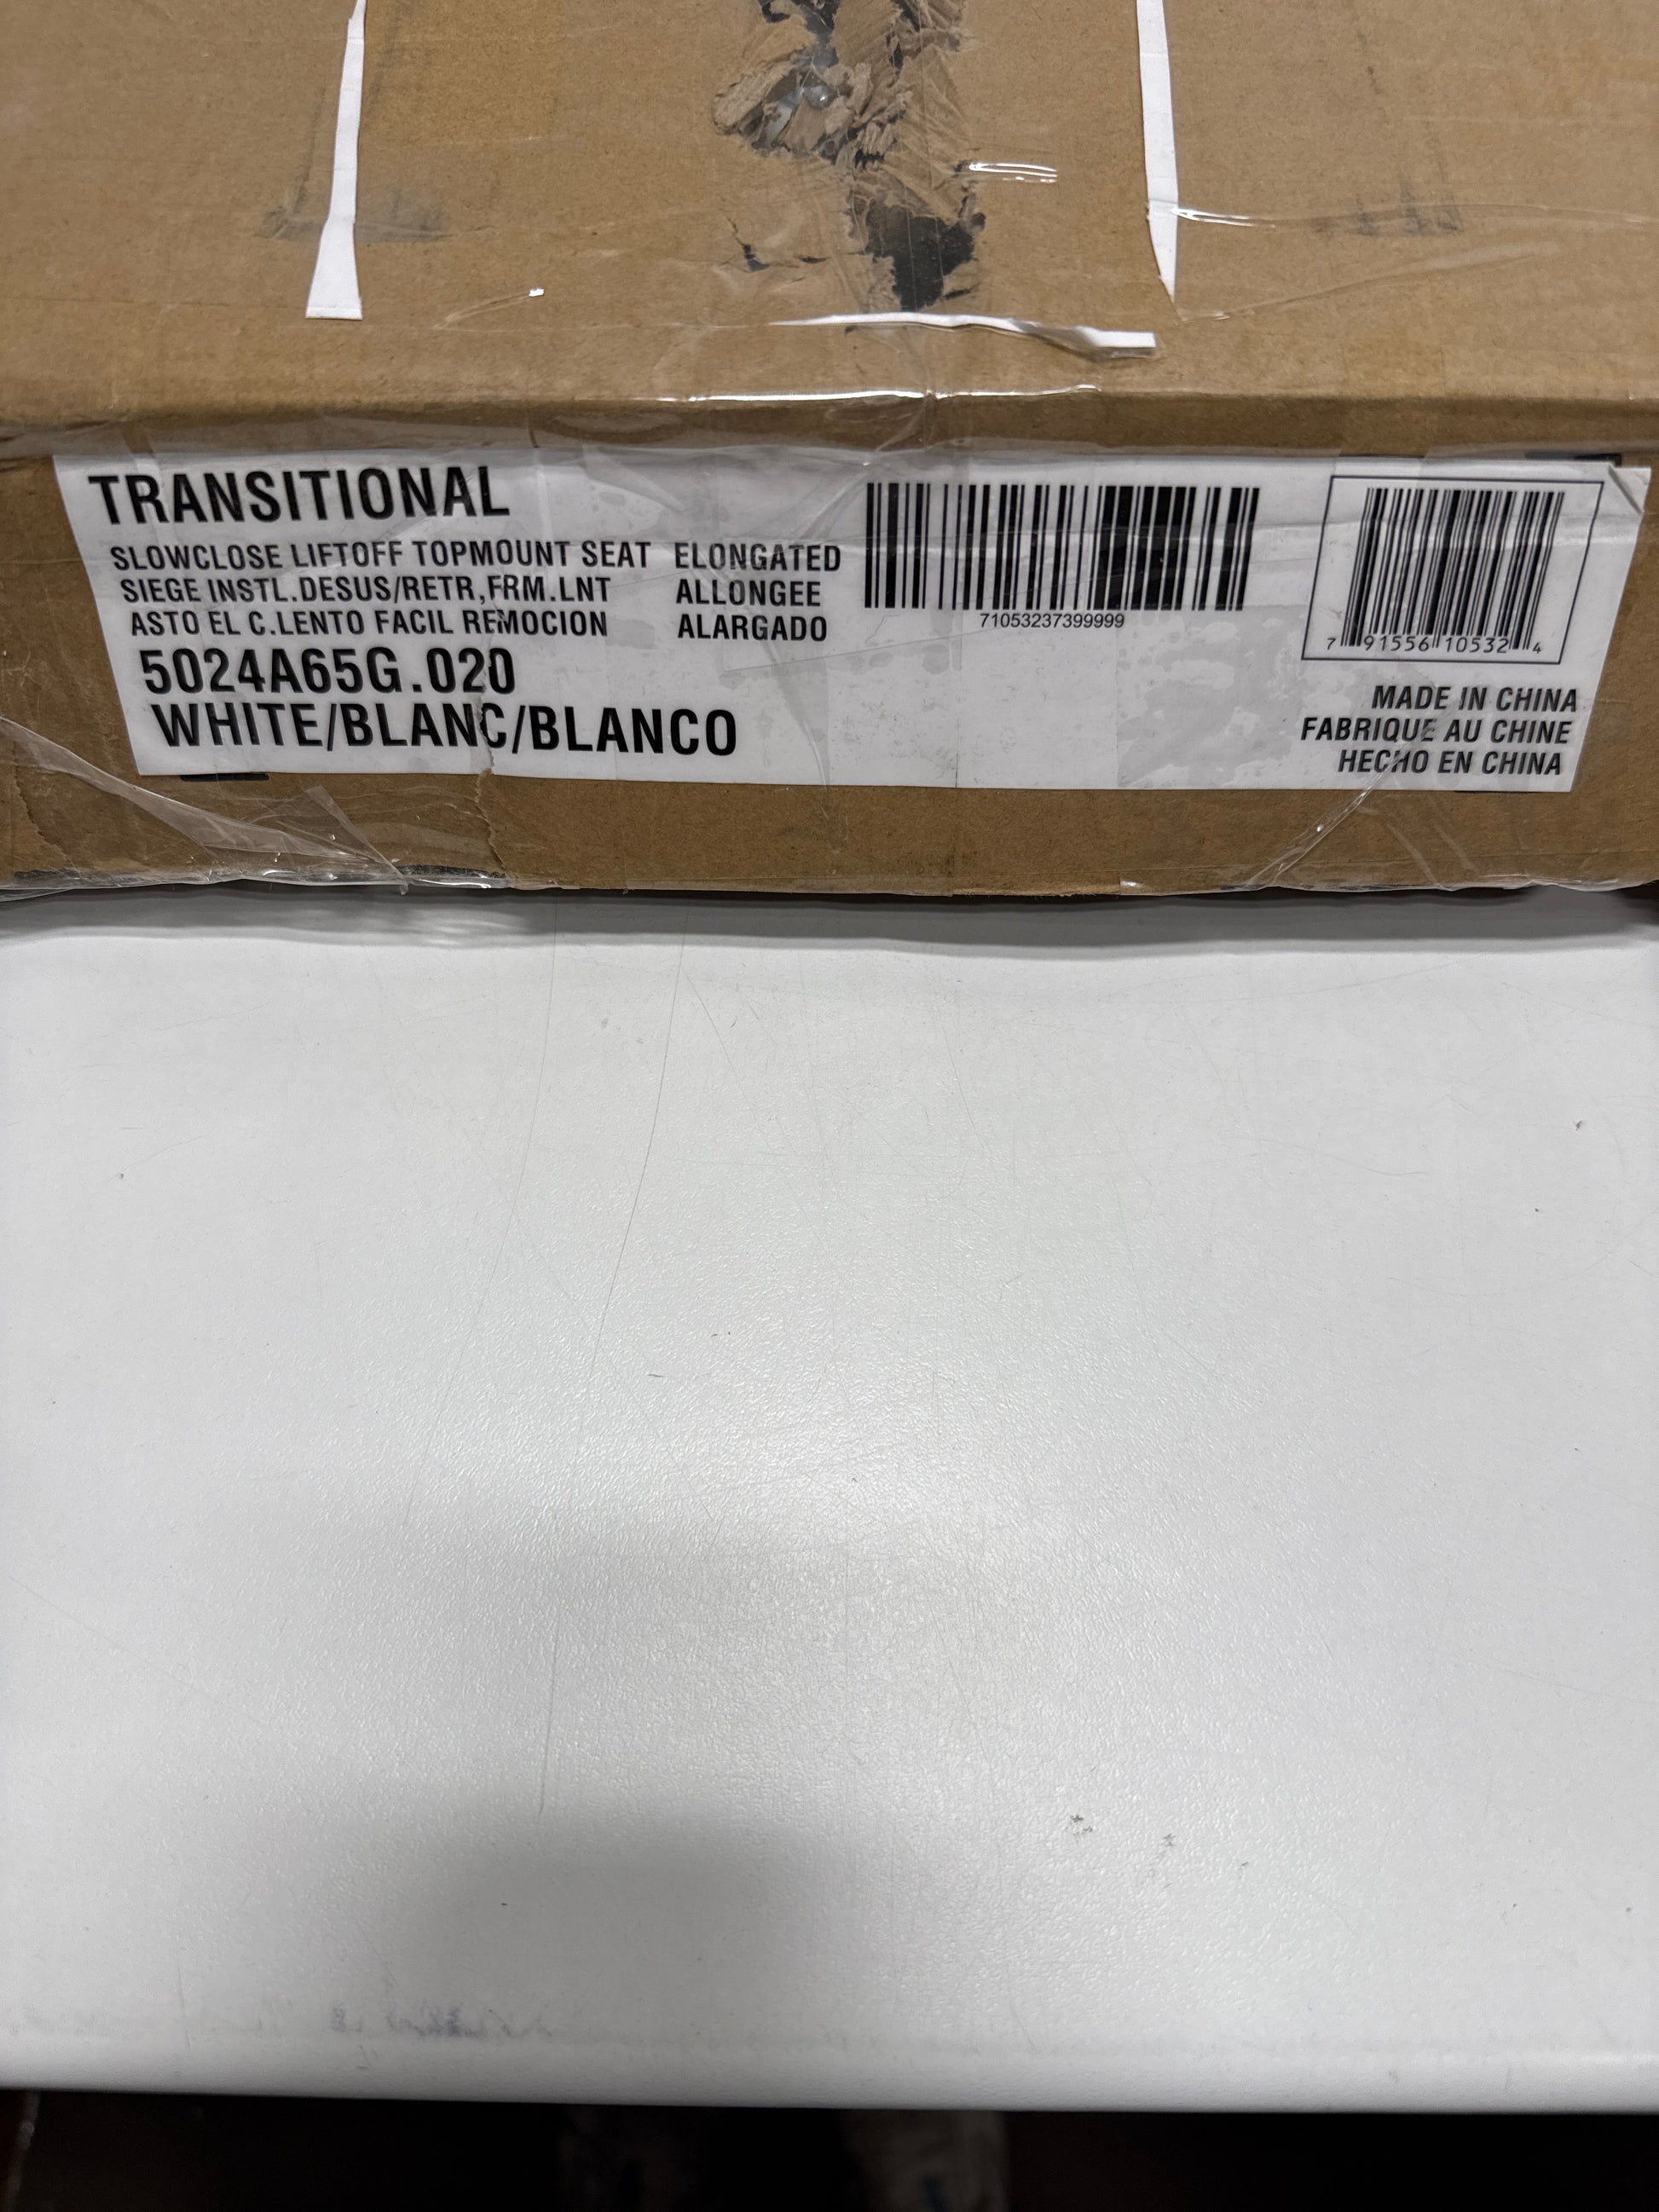 TRANSITIONAL
SLOWCLOSE LIFTOFF TOPMOUNT SEAT ELONGATED
SIEGE INSTL.DESUS/RETR,FRM.LNT ALLONGEE
ASTO EL C.LENTO FACIL REMOCION ALARGADO
5024A65G.020
WHITE/BLANC/BLANCO
71053237399999
7 91556 10532 4
MADE IN CHINA
FABRIQUE AU CHINE
HECHO EN CHINA